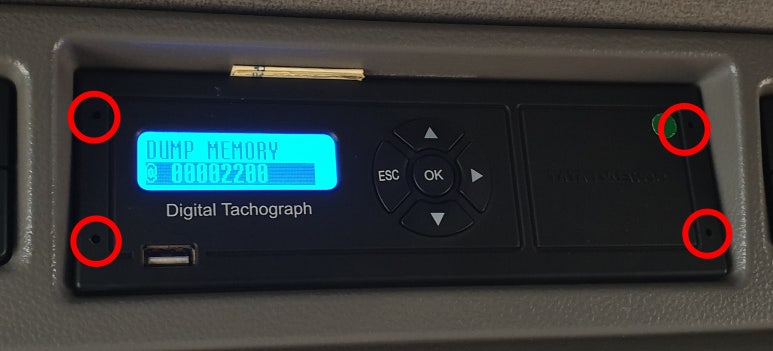 DUMP MEMORY
@ 00002200
Digital Tachograph
ESC
OK